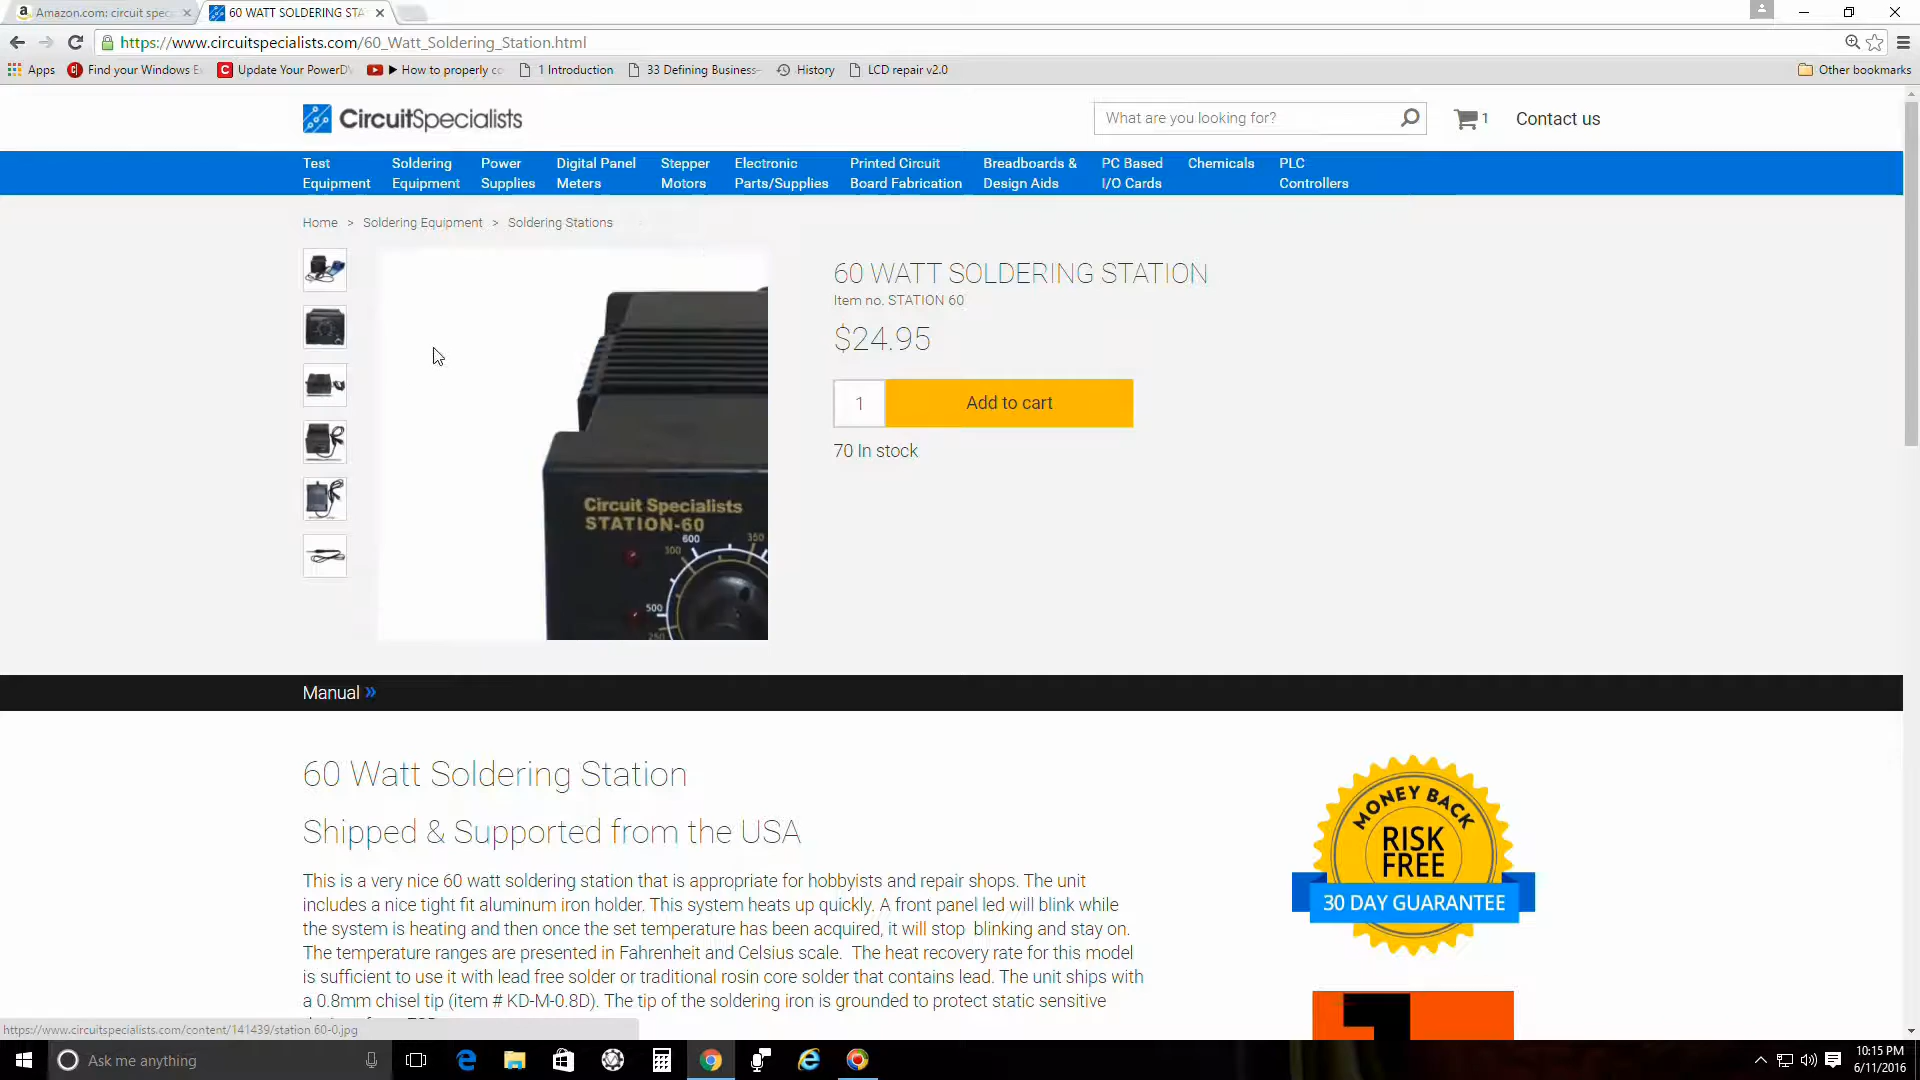 Amazon.com: circuit spec
60 WATT SOLDERING STA
https://www.circuitspecialists.com/60_Watt_Soldering_Station.html
Apps
Find your Windows E
Update Your PowerDV
How to properly co
1 Introduction
33 Defining Business-
History
LCD repair v2.0
Other bookmarks
CircuitSpecialists
What are you looking for?
1
Contact us
Test Equipment
Soldering Equipment
Power Supplies
Digital Panel Meters
Stepper Motors
Electronic Parts/Supplies
Printed Circuit Board Fabrication
Breadboards & Design Aids
PC Based I/O Cards
Chemicals
PLC Controllers
Home > Soldering Equipment > Soldering Stations
60 WATT SOLDERING STATION
Item no. STATION 60
$24.95
1
Add to cart
70 In stock
Circuit Specialists
STATION-60
600
300
350
500
250
Manual »
60 Watt Soldering Station
Shipped & Supported from the USA
This is a very nice 60 watt soldering station that is appropriate for hobbyists and repair shops. The unit
includes a nice tight fit aluminum iron holder. This system heats up quickly. A front panel led will blink while
the system is heating and then once the set temperature has been acquired, it will stop blinking and stay on.
The temperature ranges are presented in Fahrenheit and Celsius scale. The heat recovery rate for this model
is sufficient to use it with lead free solder or traditional rosin core solder that contains lead. The unit ships with
a 0.8mm chisel tip (item # KD-M-0.8D). The tip of the soldering iron is grounded to protect static sensitive
MONEY BACK
RISK
FREE
30 DAY GUARANTEE
https://www.circuitspecialists.com/content/141439/station 60-0.jpg
Ask me anything
10:15 PM
6/11/2016